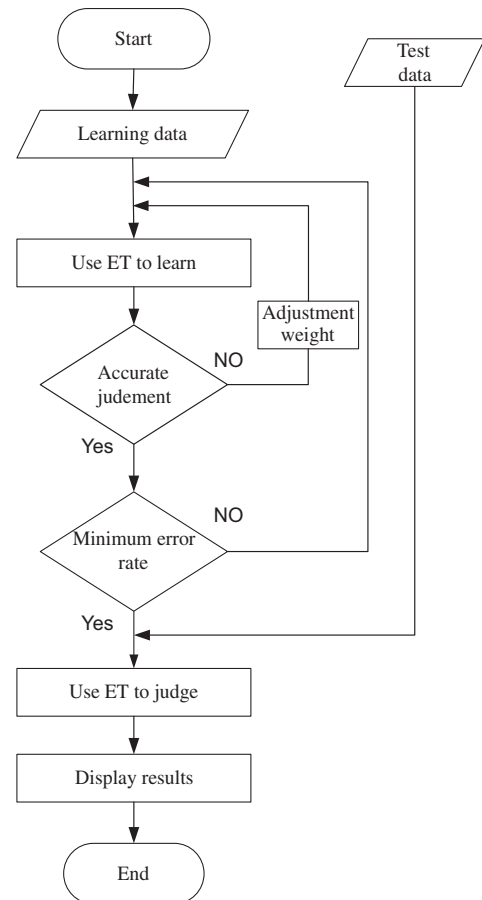 Start
Test
data
Learning data
Use ET to learn
Adjustment
weight
NO
Accurate
judement
Yes
NO
Minimum error
rate
Yes
Use ET to judge
Display results
End